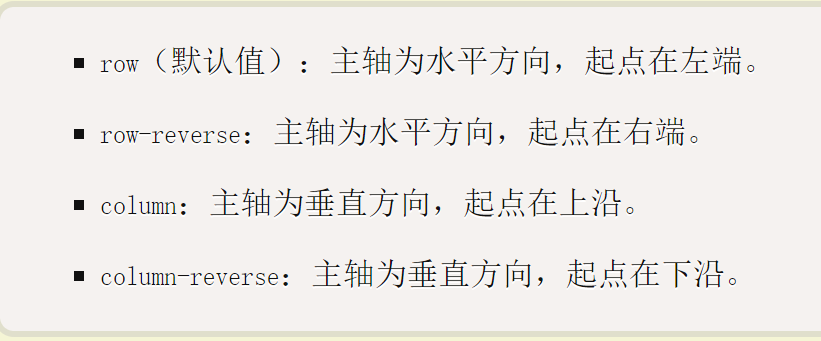 row（默认值）：主轴为水平方向，起点在左端。
row-reverse：主轴为水平方向，起点在右端。
column：主轴为垂直方向，起点在上沿。
column-reverse：主轴为垂直方向，起点在下沿。